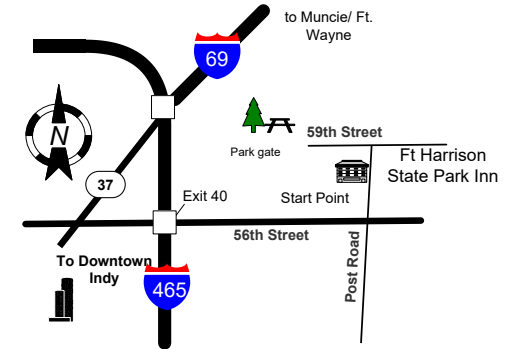 to Muncie/ Ft.
Wayne
69
N
59th Street
Park gate
Ft Harrison
State Park Inn
37
Exit 40
Start Point
56th Street
To Downtown
Indy
465
Post Road